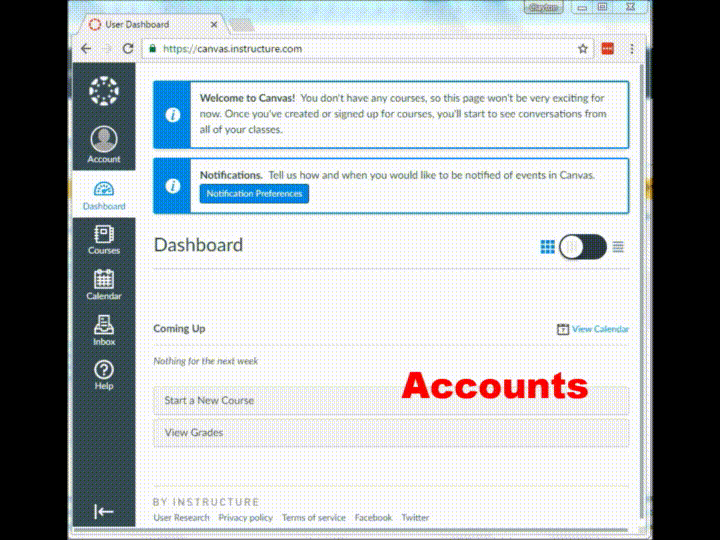 clayton
User Dashboard
https://canvas.instructure.com
Account
Dashboard
Courses
Calendar
Inbox
Help
Welcome to Canvas! You don't have any courses, so this page won't be very exciting for
now. Once you've created or signed up for courses, you'll start to see conversations from
all of your classes.
Notifications. Tell us how and when you would like to be notified of events in Canvas.
Notification Preferences
Dashboard
Coming Up
View Calendar
Nothing for the next week
Accounts
Start a New Course
View Grades
BY INSTRUCTURE
User Research Privacy policy Terms of service Facebook Twitter